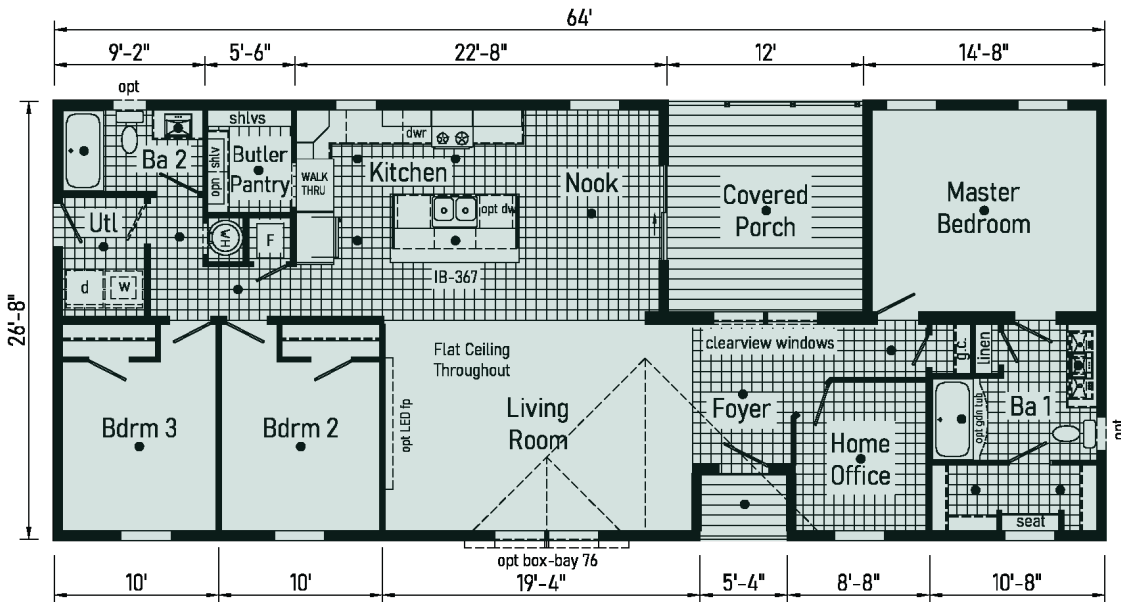 64'
9'-2" 5'-6" 22'-8" 12' 14'-8"
opt
26'-8"
shlvs
dwr
Ba 2
opn shlv
Butler
Pantry
WALK
THRU
Kitchen
Nook
Covered
Porch
Master
Bedroom
Utl
opt dw
WH
F
d
w
IB-367
clearview windows
g.c.
linen
Flat Ceiling
Throughout
opt LED fp
Bdrm 3
Bdrm 2
Living
Room
Foyer
Home
Office
opt gdn tub
Ba 1
opt
seat
opt box-bay 76
10' 10' 19'-4" 5'-4" 8'-8" 10'-8"